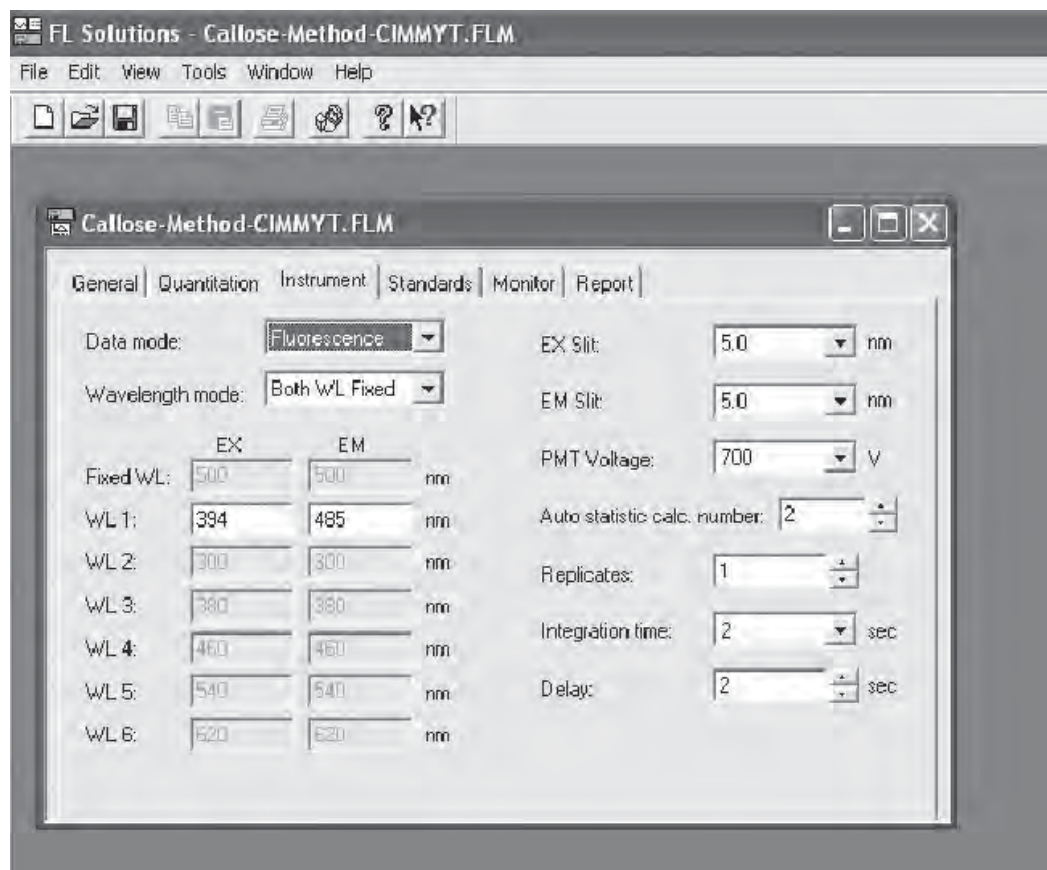 FL Solutions - Callose-Method-CIMMYT.FLM
File Edit View Tools Window Help
Callose-Method-CIMMYT.FLM
General Quantitation Instrument Standards Monitor Report
Data mode: Fluorescence
Wavelength mode: Both WL Fixed
EX EM
Fixed WL: 500 500 nm
WL 1: 394 485 nm
WL 2: 300 300 nm
WL 3: 380 380 nm
WL 4: 460 460 nm
WL 5: 540 540 nm
WL 6: 620 620 nm
EX Slit: 5.0 nm
EM Slit: 5.0 nm
PMT Voltage: 700 V
Auto statistic calc. number: 2
Replicates: 1
Integration time: 2 sec
Delay: 2 sec